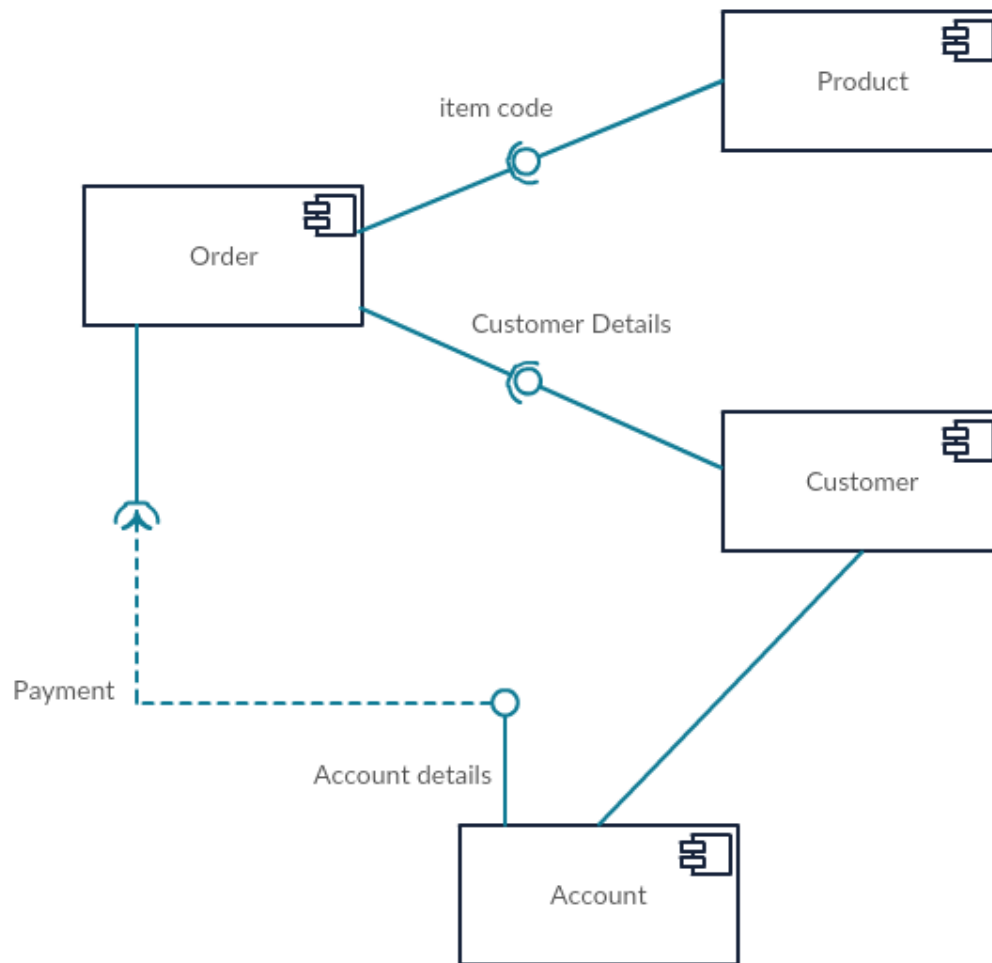 Product
item code
Order
Customer Details
Customer
Payment
Account details
Account